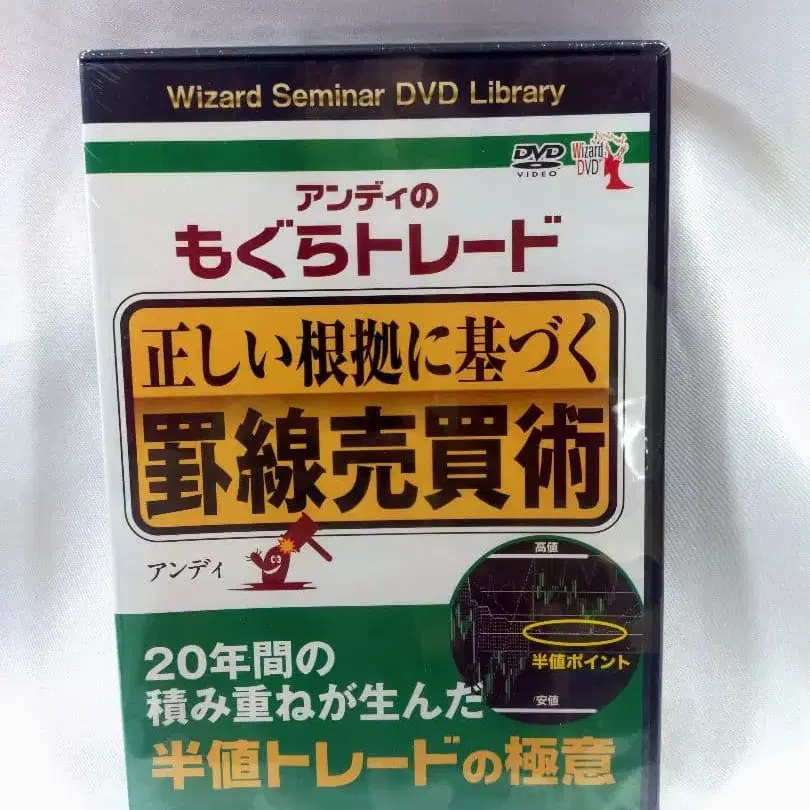 Wizard Seminar DVD Library
DVD
VIDEO
Wizard
DVD
アンディの
もぐらトレード
正しい根拠に基づく
罫線売買術
アンディ
高値
半値ポイント
安値
20年間の
積み重ねが生んだ
半値トレードの極意